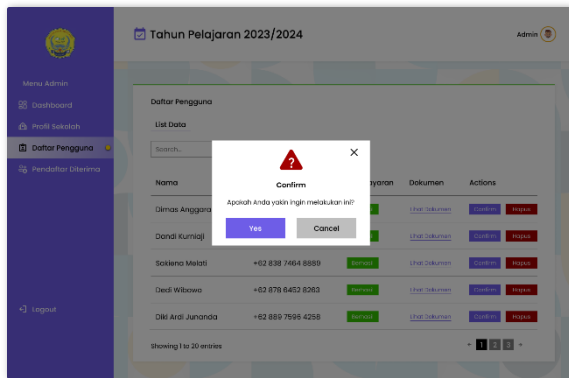 Tahun Pelajaran 2023/2024
Admin
Menu Admin
Dashboard
Profil Sekolah
Daftar Pengguna
Pendaftar Diterima
Logout
Daftar Pengguna
List Data
Search...
Nama
Dokumen
Actions
Dimas Anggara
Lihat Dokumen
Confirm
Hapus
Dandi Kurniaji
Lihat Dokumen
Confirm
Hapus
Sakiena Melati
+62 838 7464 8889
Berhasil
Lihat Dokumen
Confirm
Hapus
Dedi Wibowo
+62 878 6452 8263
Berhasil
Lihat Dokumen
Confirm
Hapus
Diki Ardi Junanda
+62 889 7596 4258
Berhasil
Lihat Dokumen
Confirm
Hapus
Showing 1 to 20 entries
1 2 3
?
Confirm
Apakah Anda yakin ingin melakukan ini?
Yes
Cancel